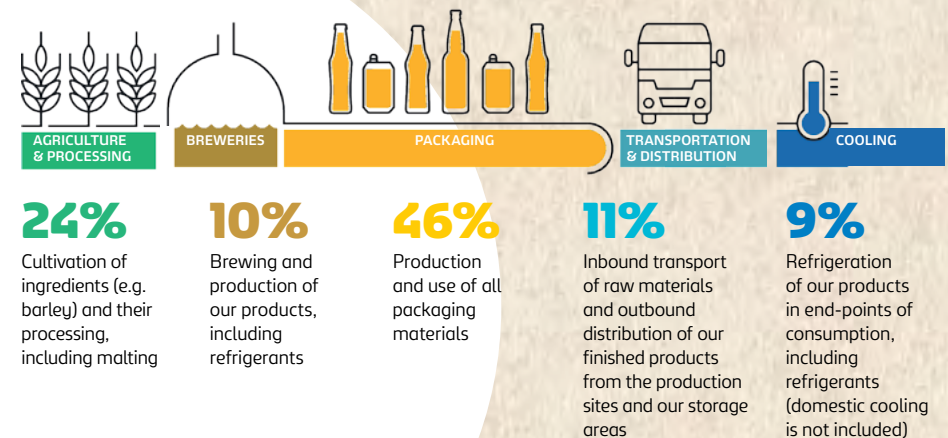 AGRICULTURE
& PROCESSING
BREWERIES
PACKAGING
TRANSPORTATION
& DISTRIBUTION
COOLING
24%
Cultivation of
ingredients (e.g.
barley) and their
processing,
including malting
10%
Brewing and
production of
our products,
including
refrigerants
46%
Production
and use of all
packaging
materials
11%
Inbound transport
of raw materials
and outbound
distribution of our
finished products
from the production
sites and our storage
areas
9%
Refrigeration
of our products
in end-points of
consumption,
including
refrigerants
(domestic cooling
is not included)